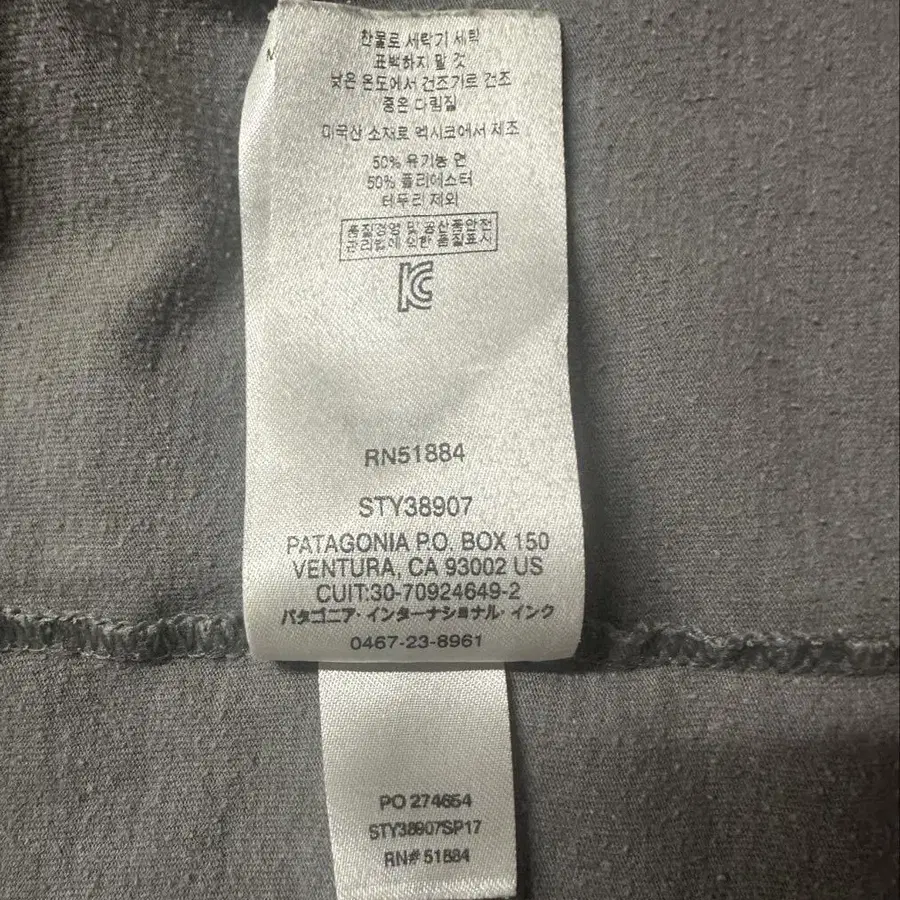 찬물로 세탁기 세탁
표백하지 말 것
낮은 온도에서 건조기로 건조
중온 다림질
미국산 소재로 멕시코에서 제조
50% 유기농 면
50% 폴리에스터
테두리 제외
품질경영 및 공산품안전
관리법에 의한 품질표시
RN51884
STY38907
PATAGONIA P.O. BOX 150
VENTURA, CA 93002 US
CUIT:30-70924649-2
パタゴニア・インターナショナル・インク
0467-23-8961
PO 274654
STY38907SP17
RN# 51884